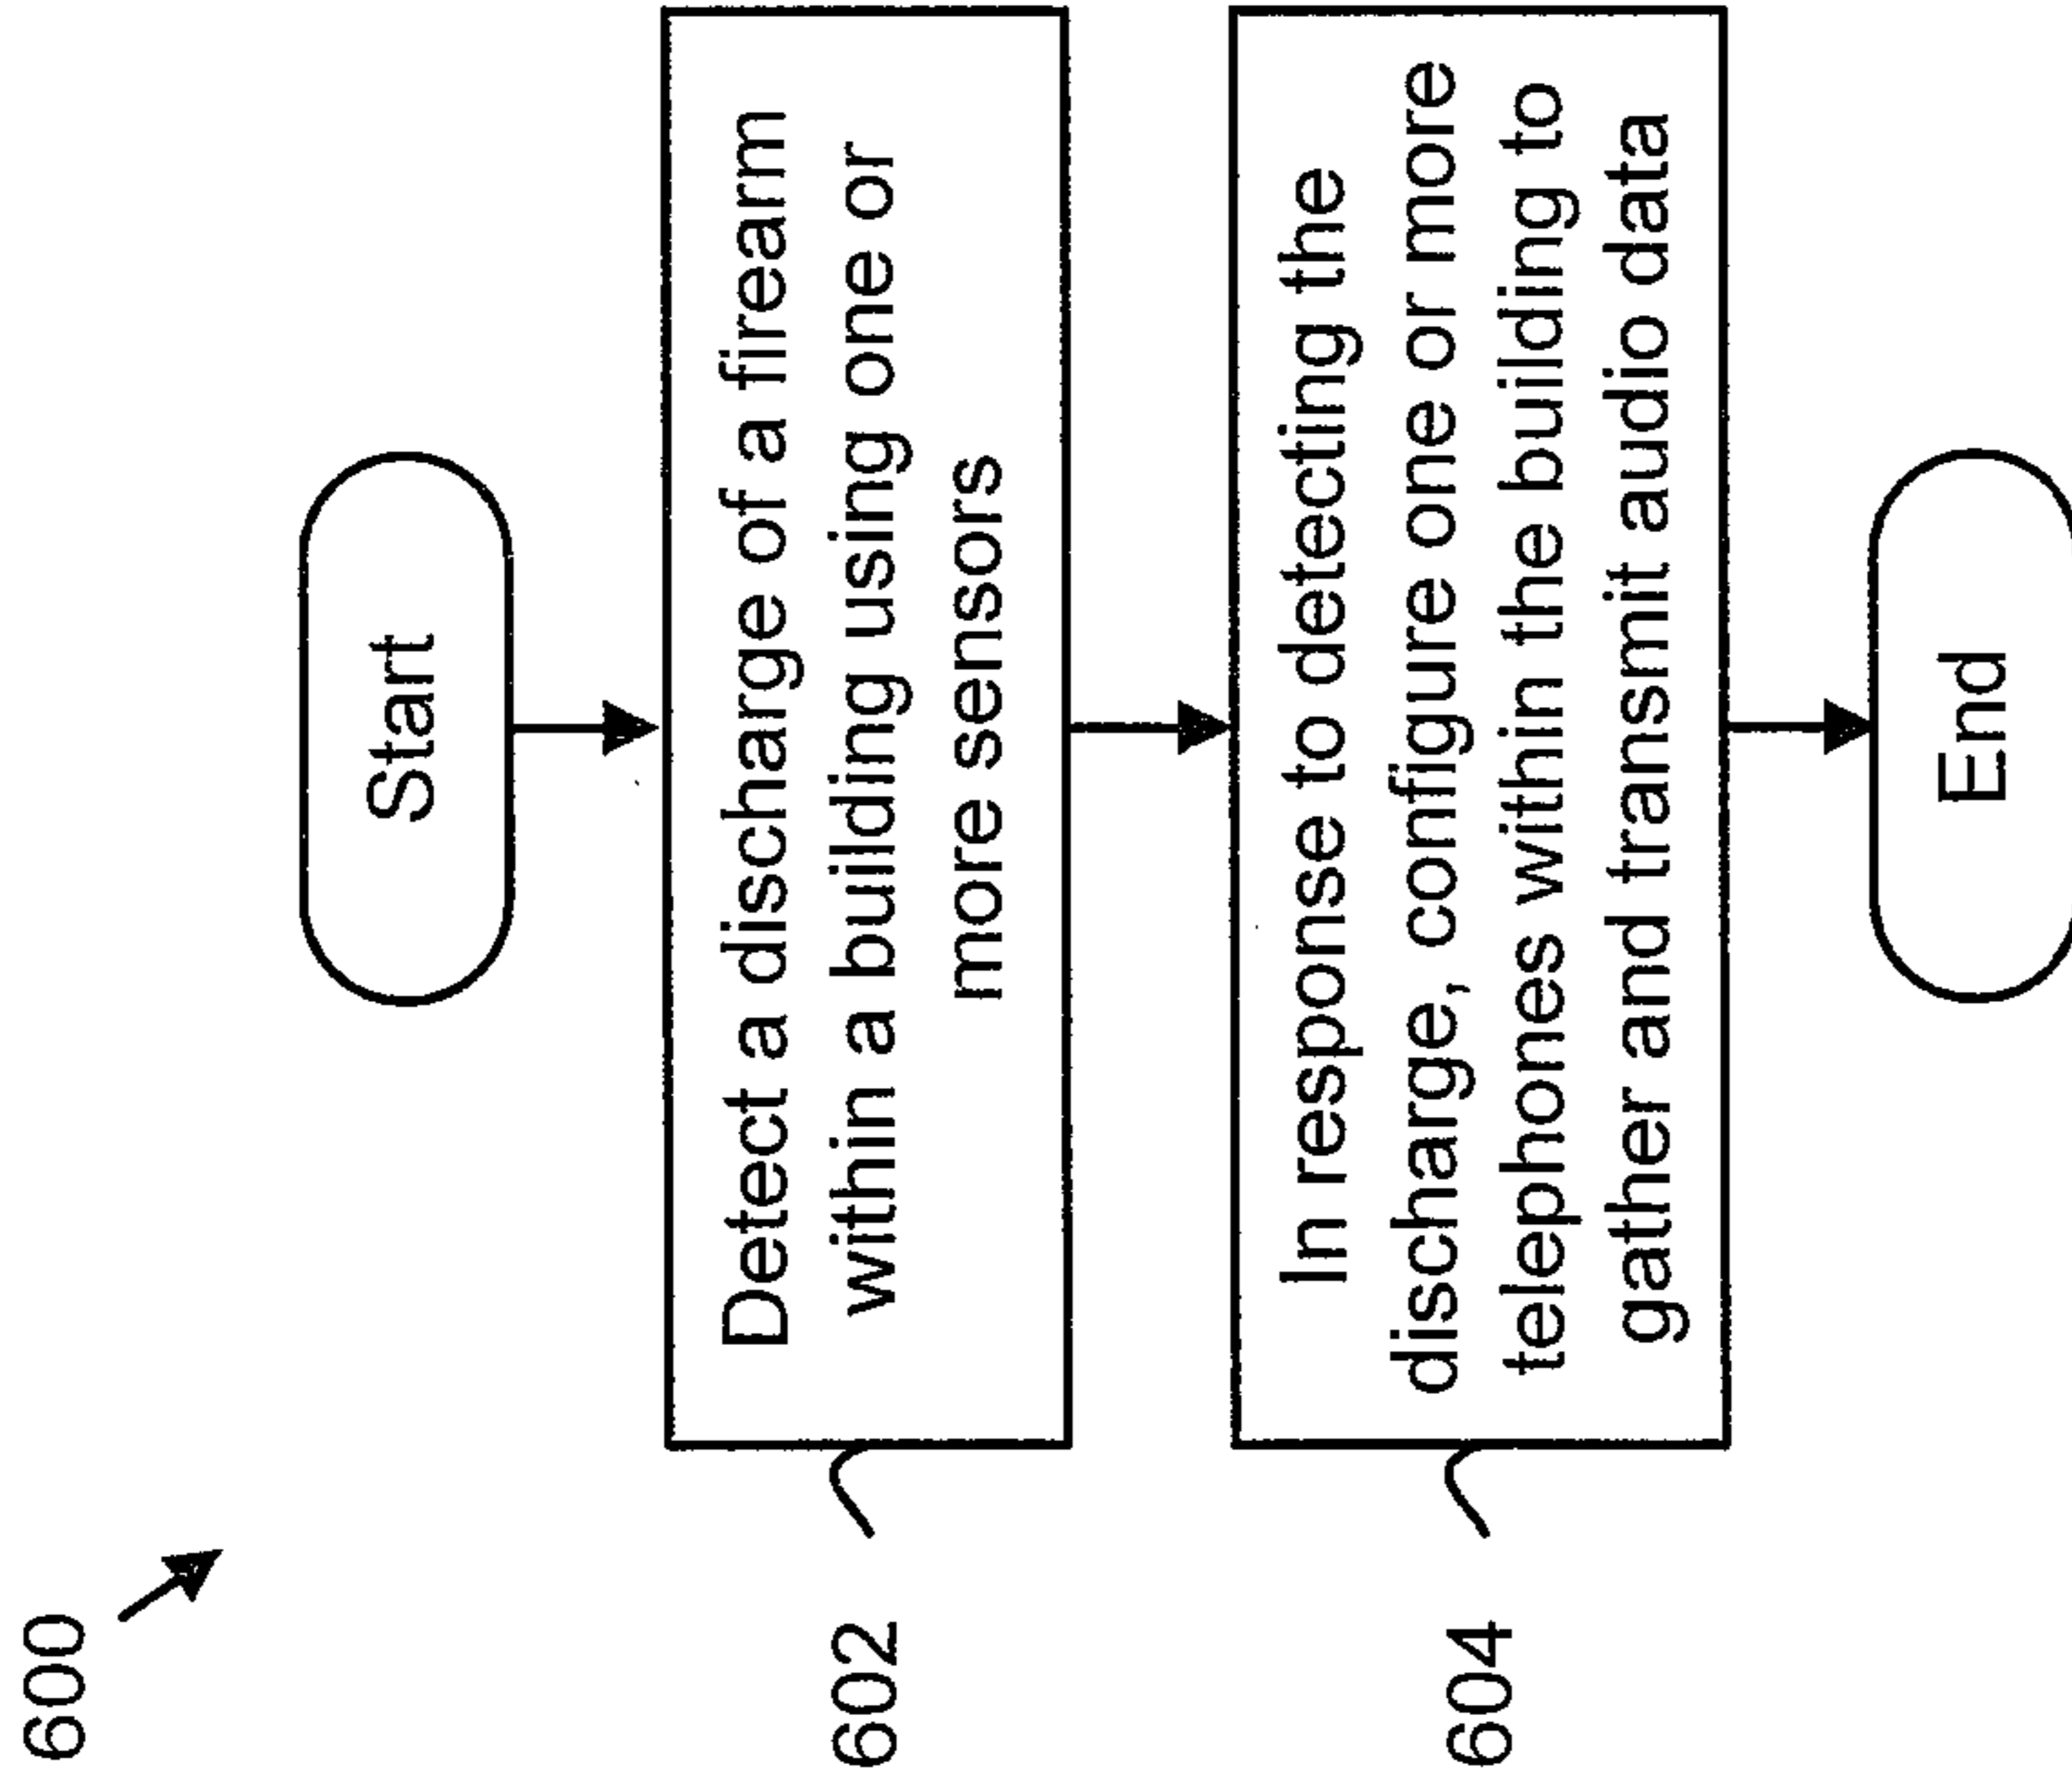 600
Start
Detect a discharge of a firearm
within a building using one or
more sensors
602
In response to detecting the
discharge, configure one or more
telephones within the building to
gather and transmit audio data
604
End